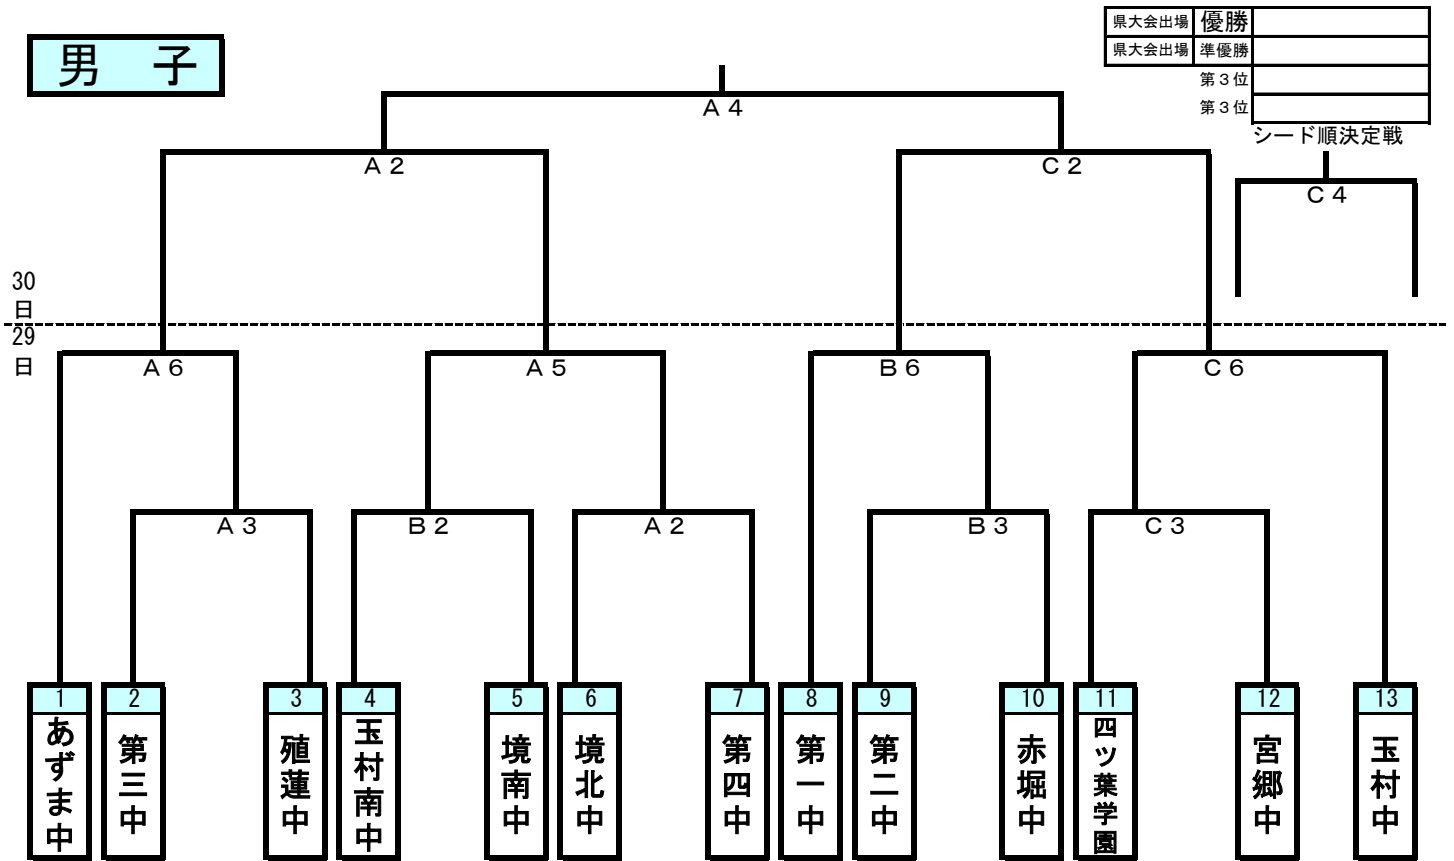 男　子
県大会出場 優勝
県大会出場 準優勝
第３位
第３位
シード順決定戦
Ａ４
Ａ２
Ｃ２
Ｃ４
30
日
29
日
Ａ６
Ａ５
Ｂ６
Ｃ６
Ａ３
Ｂ２
Ａ２
Ｂ３
Ｃ３
1
あずま中
2
第三中
3
殖蓮中
4
玉村南中
5
境南中
6
境北中
7
第四中
8
第一中
9
第二中
10
赤堀中
11
四ツ葉学園
12
宮郷中
13
玉村中